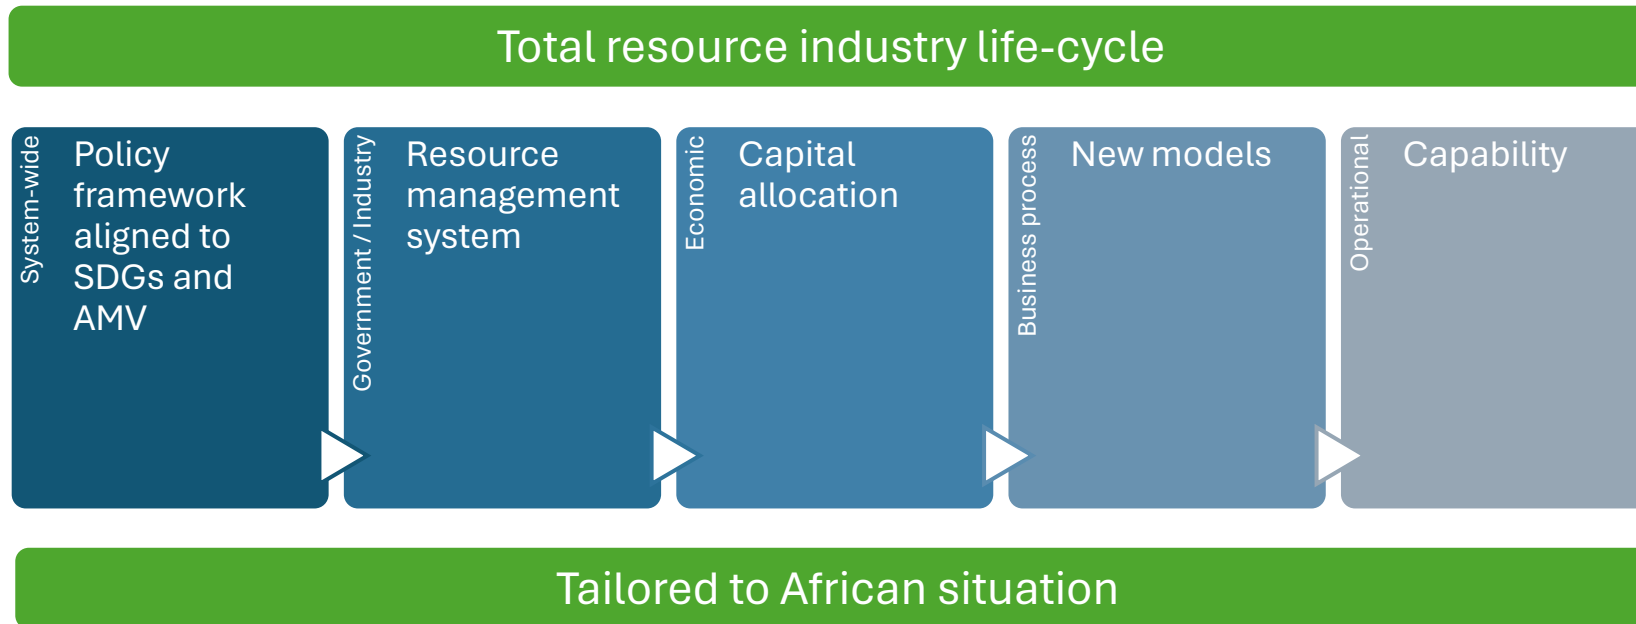 Total resource industry life-cycle
System-wide
Policy
framework
aligned to
SDGs and
AMV
Government / Industry
Resource
management
system
Economic
Capital
allocation
Business process
New models
Operational
Capability
Tailored to African situation